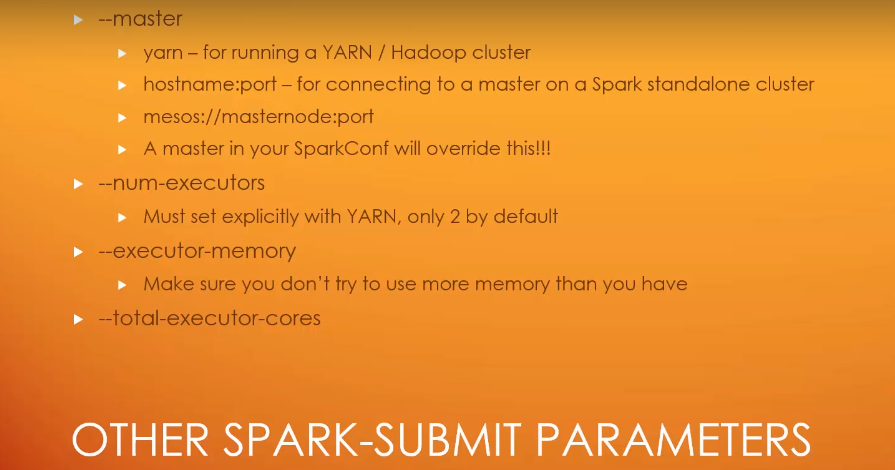 --master
yarn – for running a YARN / Hadoop cluster
hostname:port – for connecting to a master on a Spark standalone cluster
mesos://masternode:port
A master in your SparkConf will override this!!!
--num-executors
Must set explicitly with YARN, only 2 by default
--executor-memory
Make sure you don't try to use more memory than you have
--total-executor-cores
OTHER SPARK-SUBMIT PARAMETERS